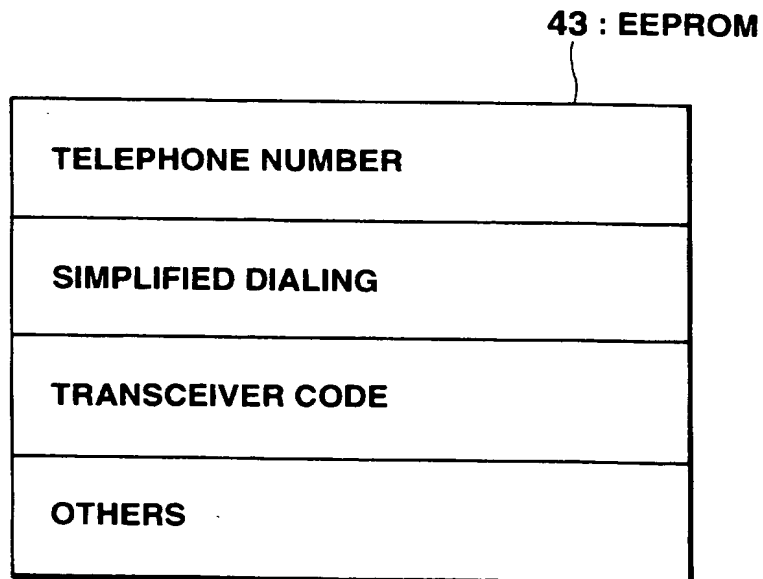 43 : EEPROM
TELEPHONE NUMBER
SIMPLIFIED DIALING
TRANSCEIVER CODE
OTHERS